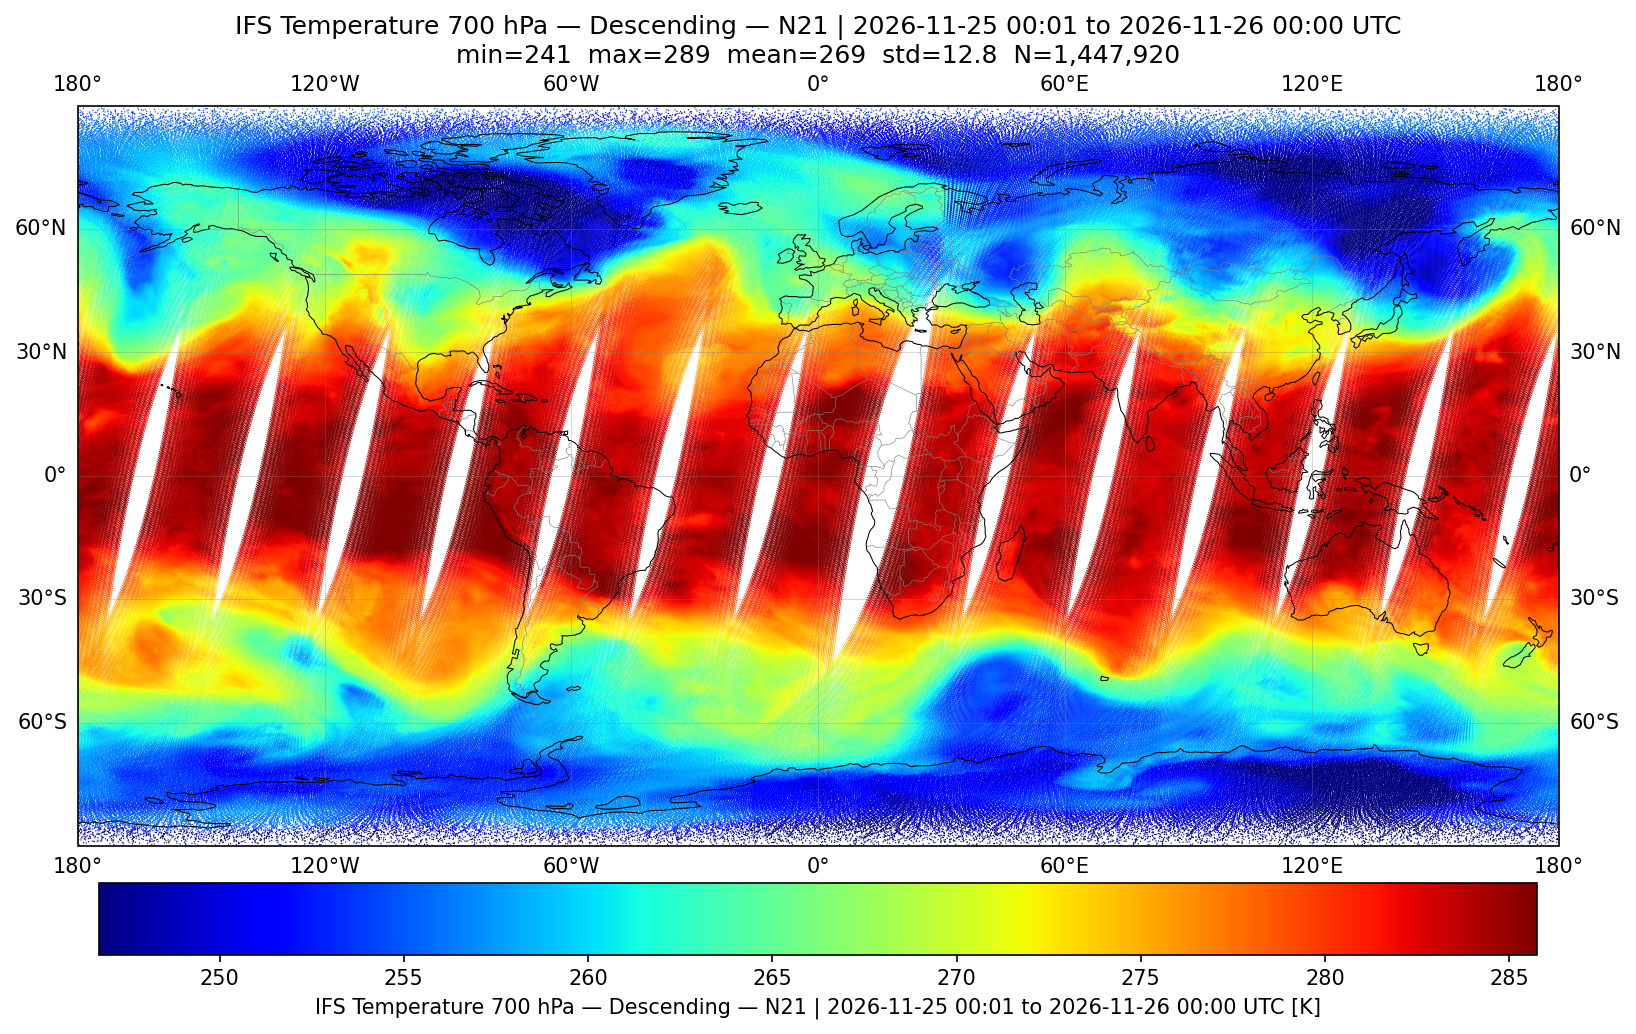 IFS Temperature 700 hPa — Descending — N21 | 2026-11-25 00:01 to 2026-11-26 00:00 UTC
min=241 max=289 mean=269 std=12.8 N=1,447,920
180° 120°W 60°W 0° 60°E 120°E 180°
60°N 60°N
30°N 30°N
0° 0°
30°S 30°S
60°S 60°S
180° 120°W 60°W 0° 60°E 120°E 180°
250 255 260 265 270 275 280 285
IFS Temperature 700 hPa — Descending — N21 | 2026-11-25 00:01 to 2026-11-26 00:00 UTC [K]